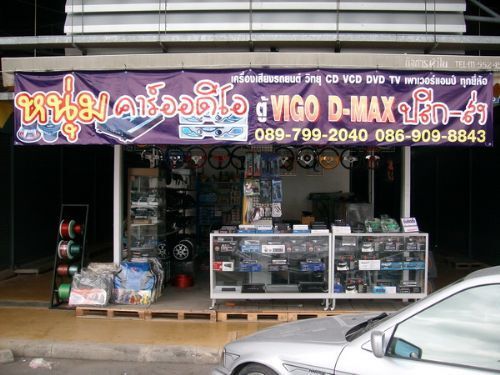 เครื่องเสียงรถยนต์ วิทยุ CD VCD DVD TV เพาเวอร์แอมป์ ทุกยี่ห้อ
หนุ่ม คาร์ออดิโอ ตู้ VIGO D-MAX ปลีก-ส่ง
089-799-2040 086-909-8843